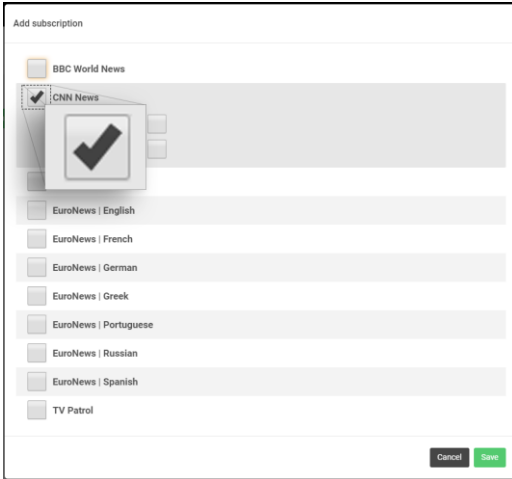 Add subscription
BBC World News
CNN News
EuroNews | English
EuroNews | French
EuroNews | German
EuroNews | Greek
EuroNews | Portuguese
EuroNews | Russian
EuroNews | Spanish
TV Patrol
Cancel
Save